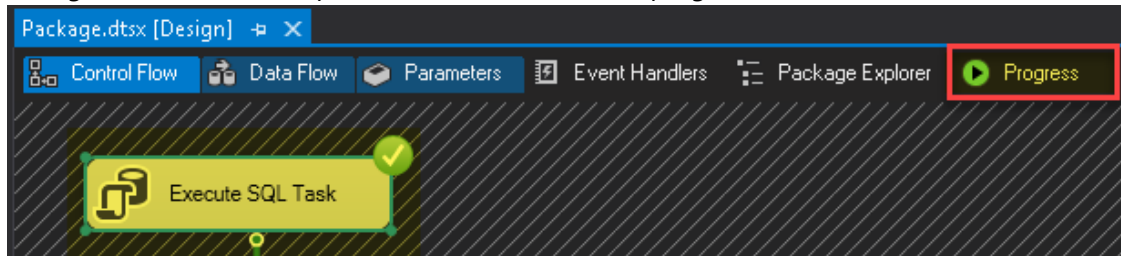 Package.dtsx [Design]
Control Flow Data Flow Parameters Event Handlers Package Explorer Progress
Execute SQL Task